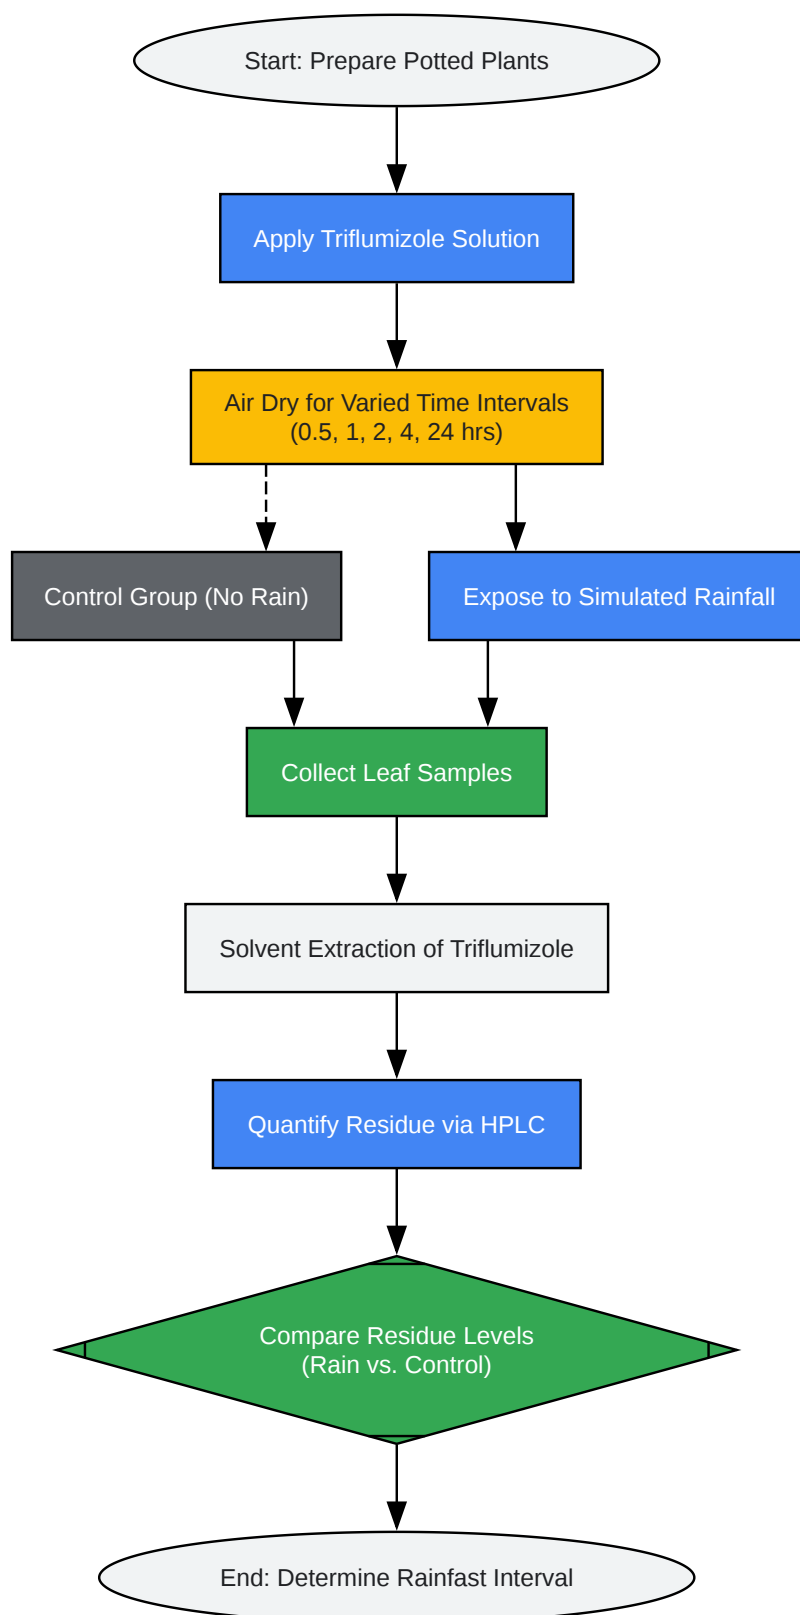 Start: Prepare Potted Plants
Apply Triflumizole Solution
Air Dry for Varied Time Intervals
(0.5, 1, 2, 4, 24 hrs)
Control Group (No Rain)
Expose to Simulated Rainfall
Collect Leaf Samples
Solvent Extraction of Triflumizole
Quantify Residue via HPLC
Compare Residue Levels
(Rain vs. Control)
End: Determine Rainfast Interval